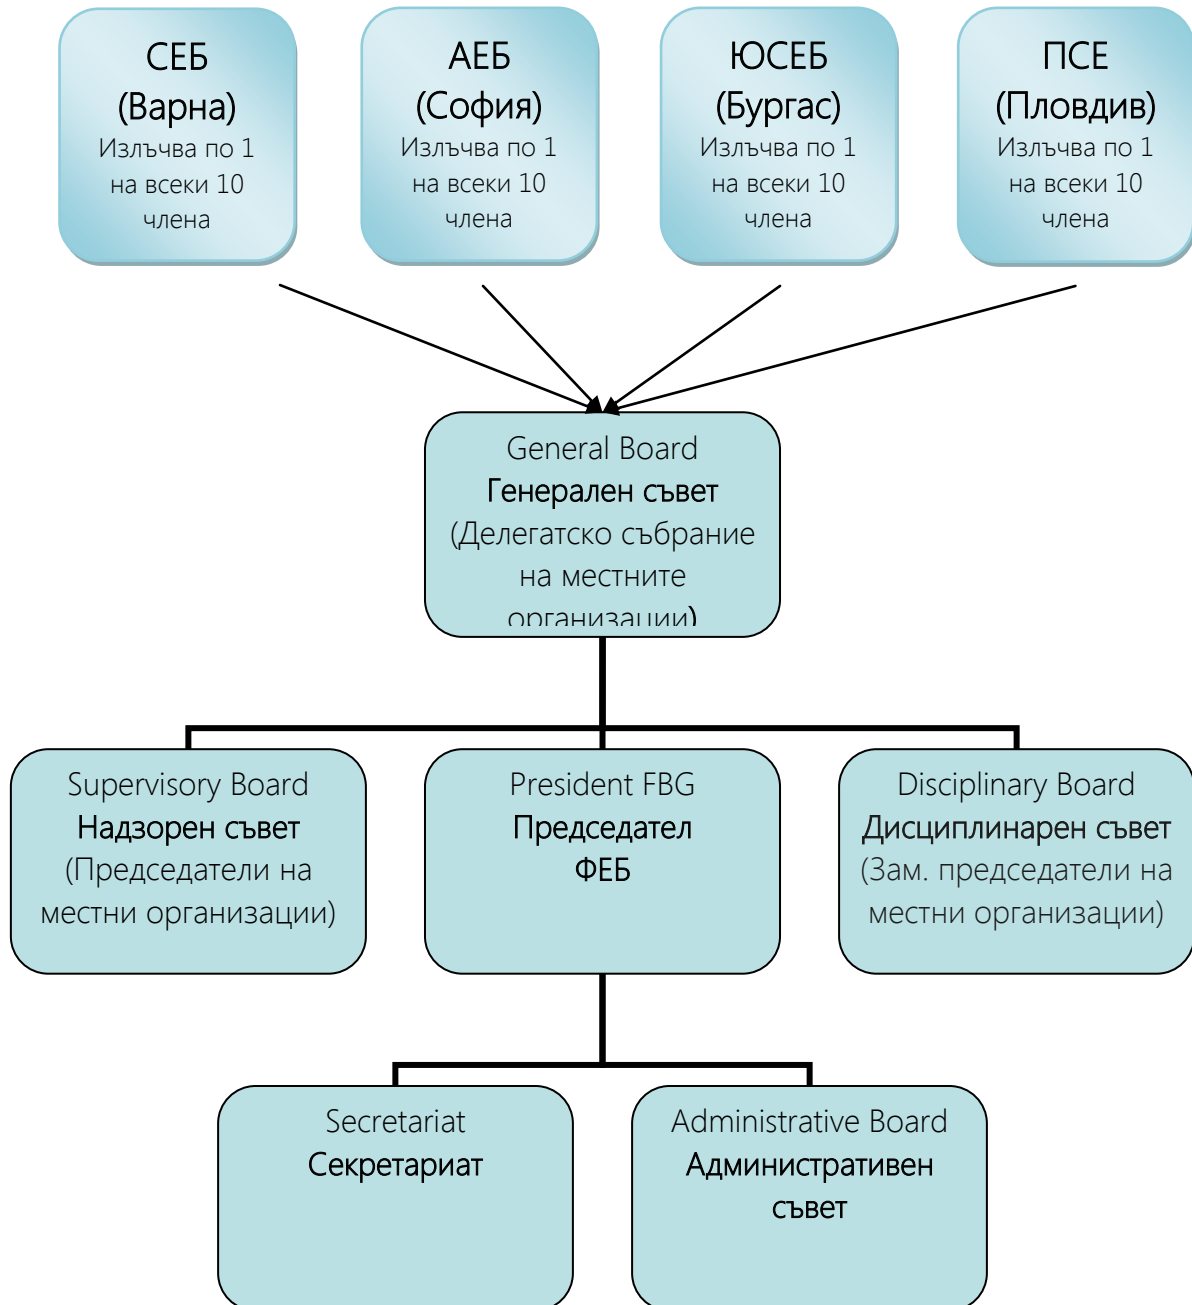 СЕБ
(Варна)
Излъчва по 1
на всеки 10
члена
АЕБ
(София)
Излъчва по 1
на всеки 10
члена
ЮСЕБ
(Бургас)
Излъчва по 1
на всеки 10
члена
ПСЕ
(Пловдив)
Излъчва по 1
на всеки 10
члена
General Board
Генерален съвет
(Делегатско събрание
на местните
организации)
Supervisory Board
Надзорен съвет
(Председатели на
местни организации)
President FBG
Председател
ФЕБ
Disciplinary Board
Дисциплинарен съвет
(Зам. председатели на
местни организации)
Secretariat
Секретариат
Administrative Board
Административен
съвет